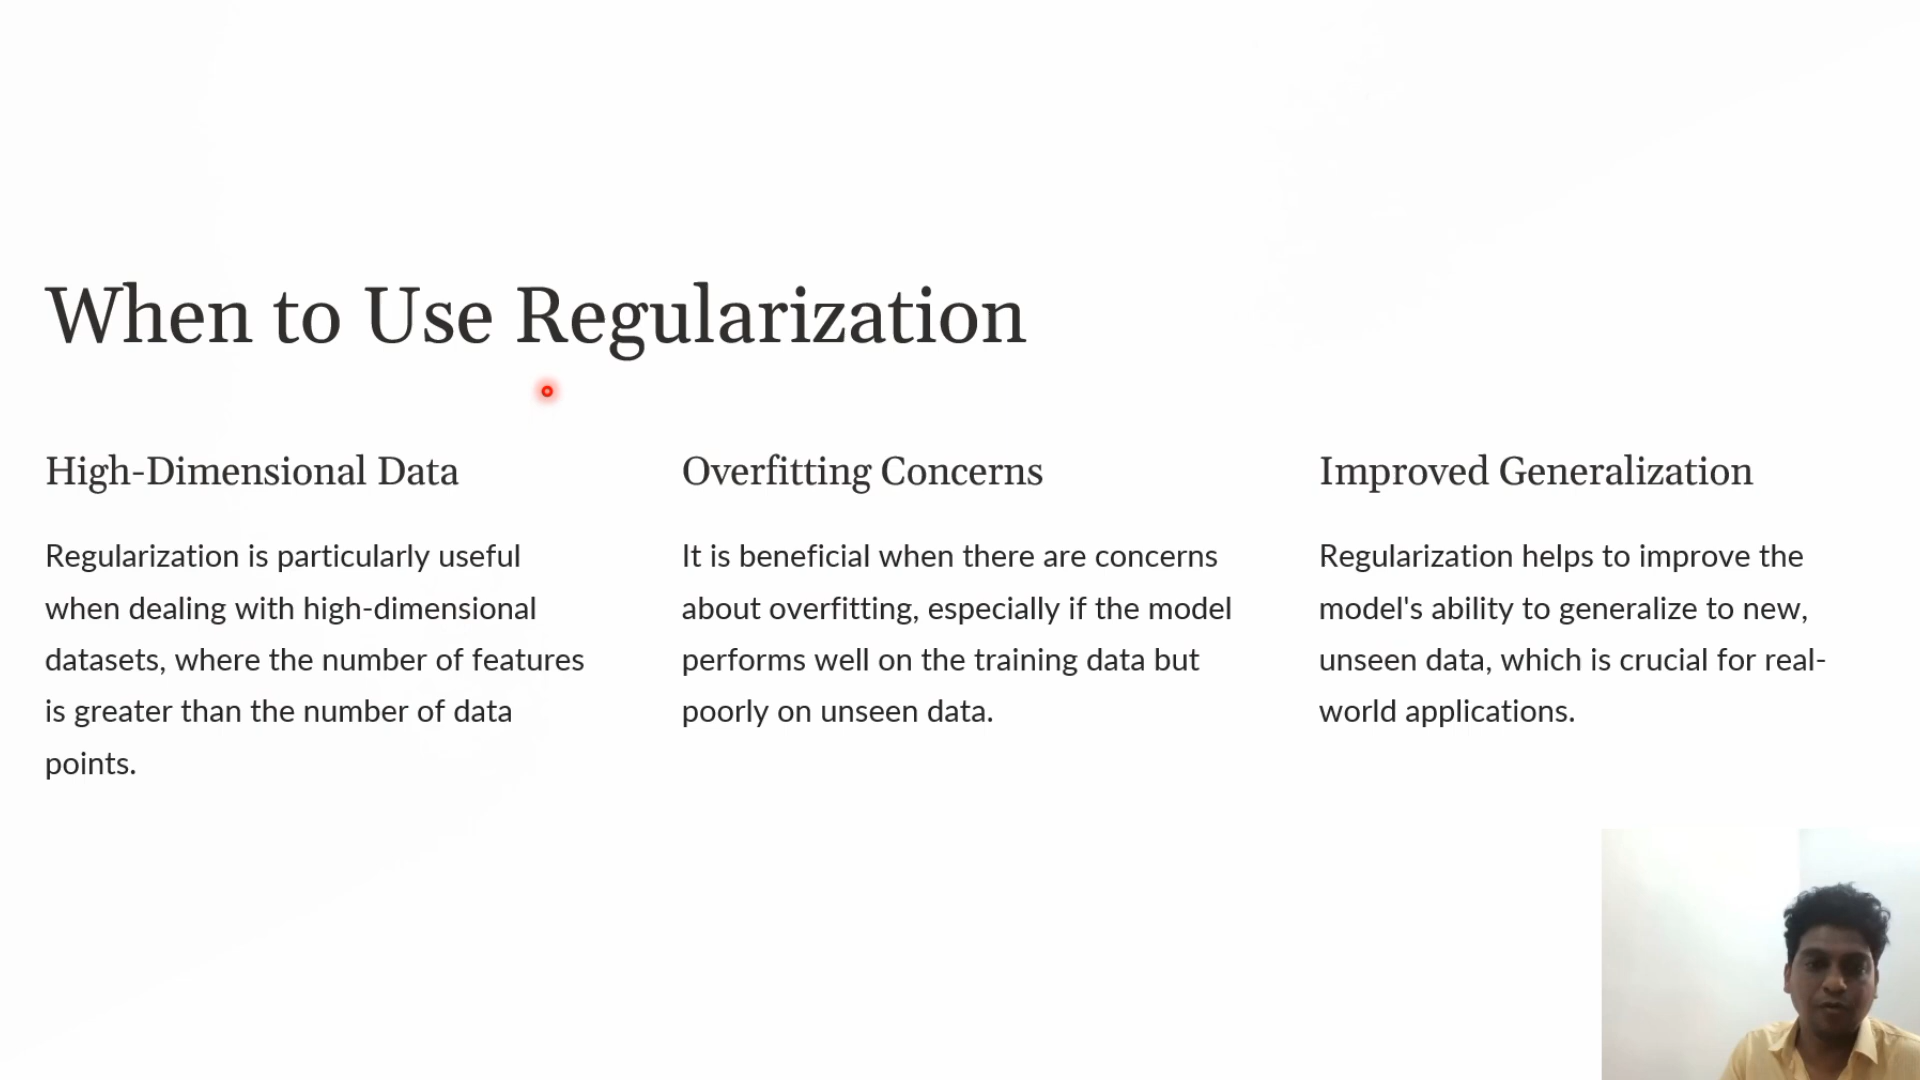 When to Use Regularization
High-Dimensional Data
Regularization is particularly useful
when dealing with high-dimensional
datasets, where the number of features
is greater than the number of data
points.
Overfitting Concerns
It is beneficial when there are concerns
about overfitting, especially if the model
performs well on the training data but
poorly on unseen data.
Improved Generalization
Regularization helps to improve the
model's ability to generalize to new,
unseen data, which is crucial for real-
world applications.